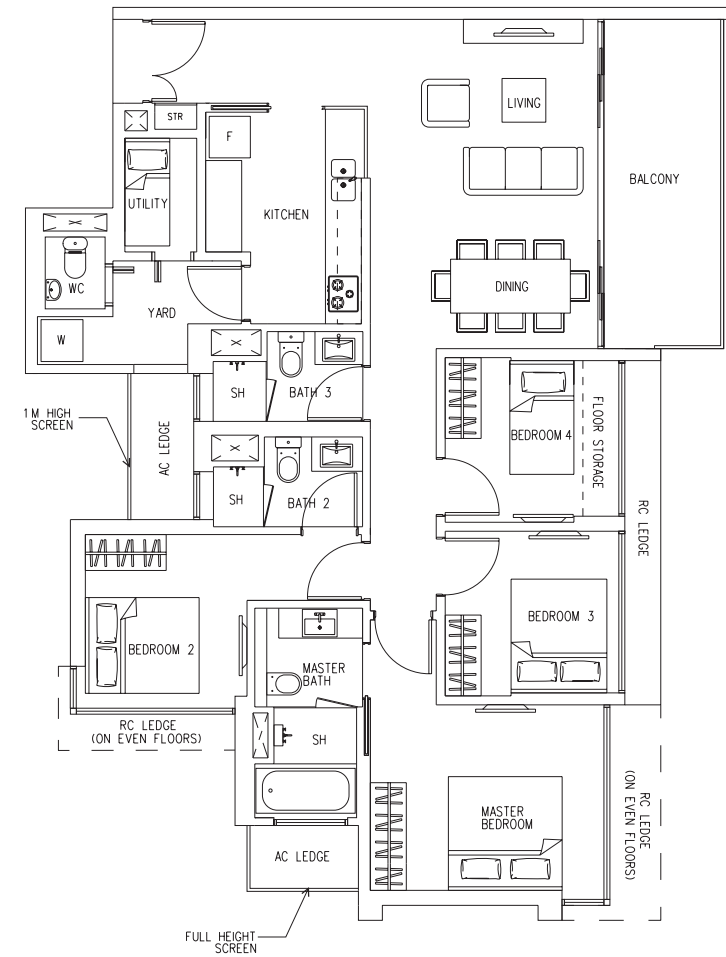 STR
LIVING
F
BALCONY
UTILITY
KITCHEN
WC
DINING
YARD
W
SH
BATH 3
1 M HIGH
SCREEN
AC LEDGE
BEDROOM 4
FLOOR STORAGE
SH
BATH 2
RC LEDGE
BEDROOM 3
BEDROOM 2
MASTER
BATH
RC LEDGE
(ON EVEN FLOORS)
SH
MASTER
BEDROOM
RC LEDGE
(ON EVEN FLOORS)
AC LEDGE
FULL HEIGHT
SCREEN